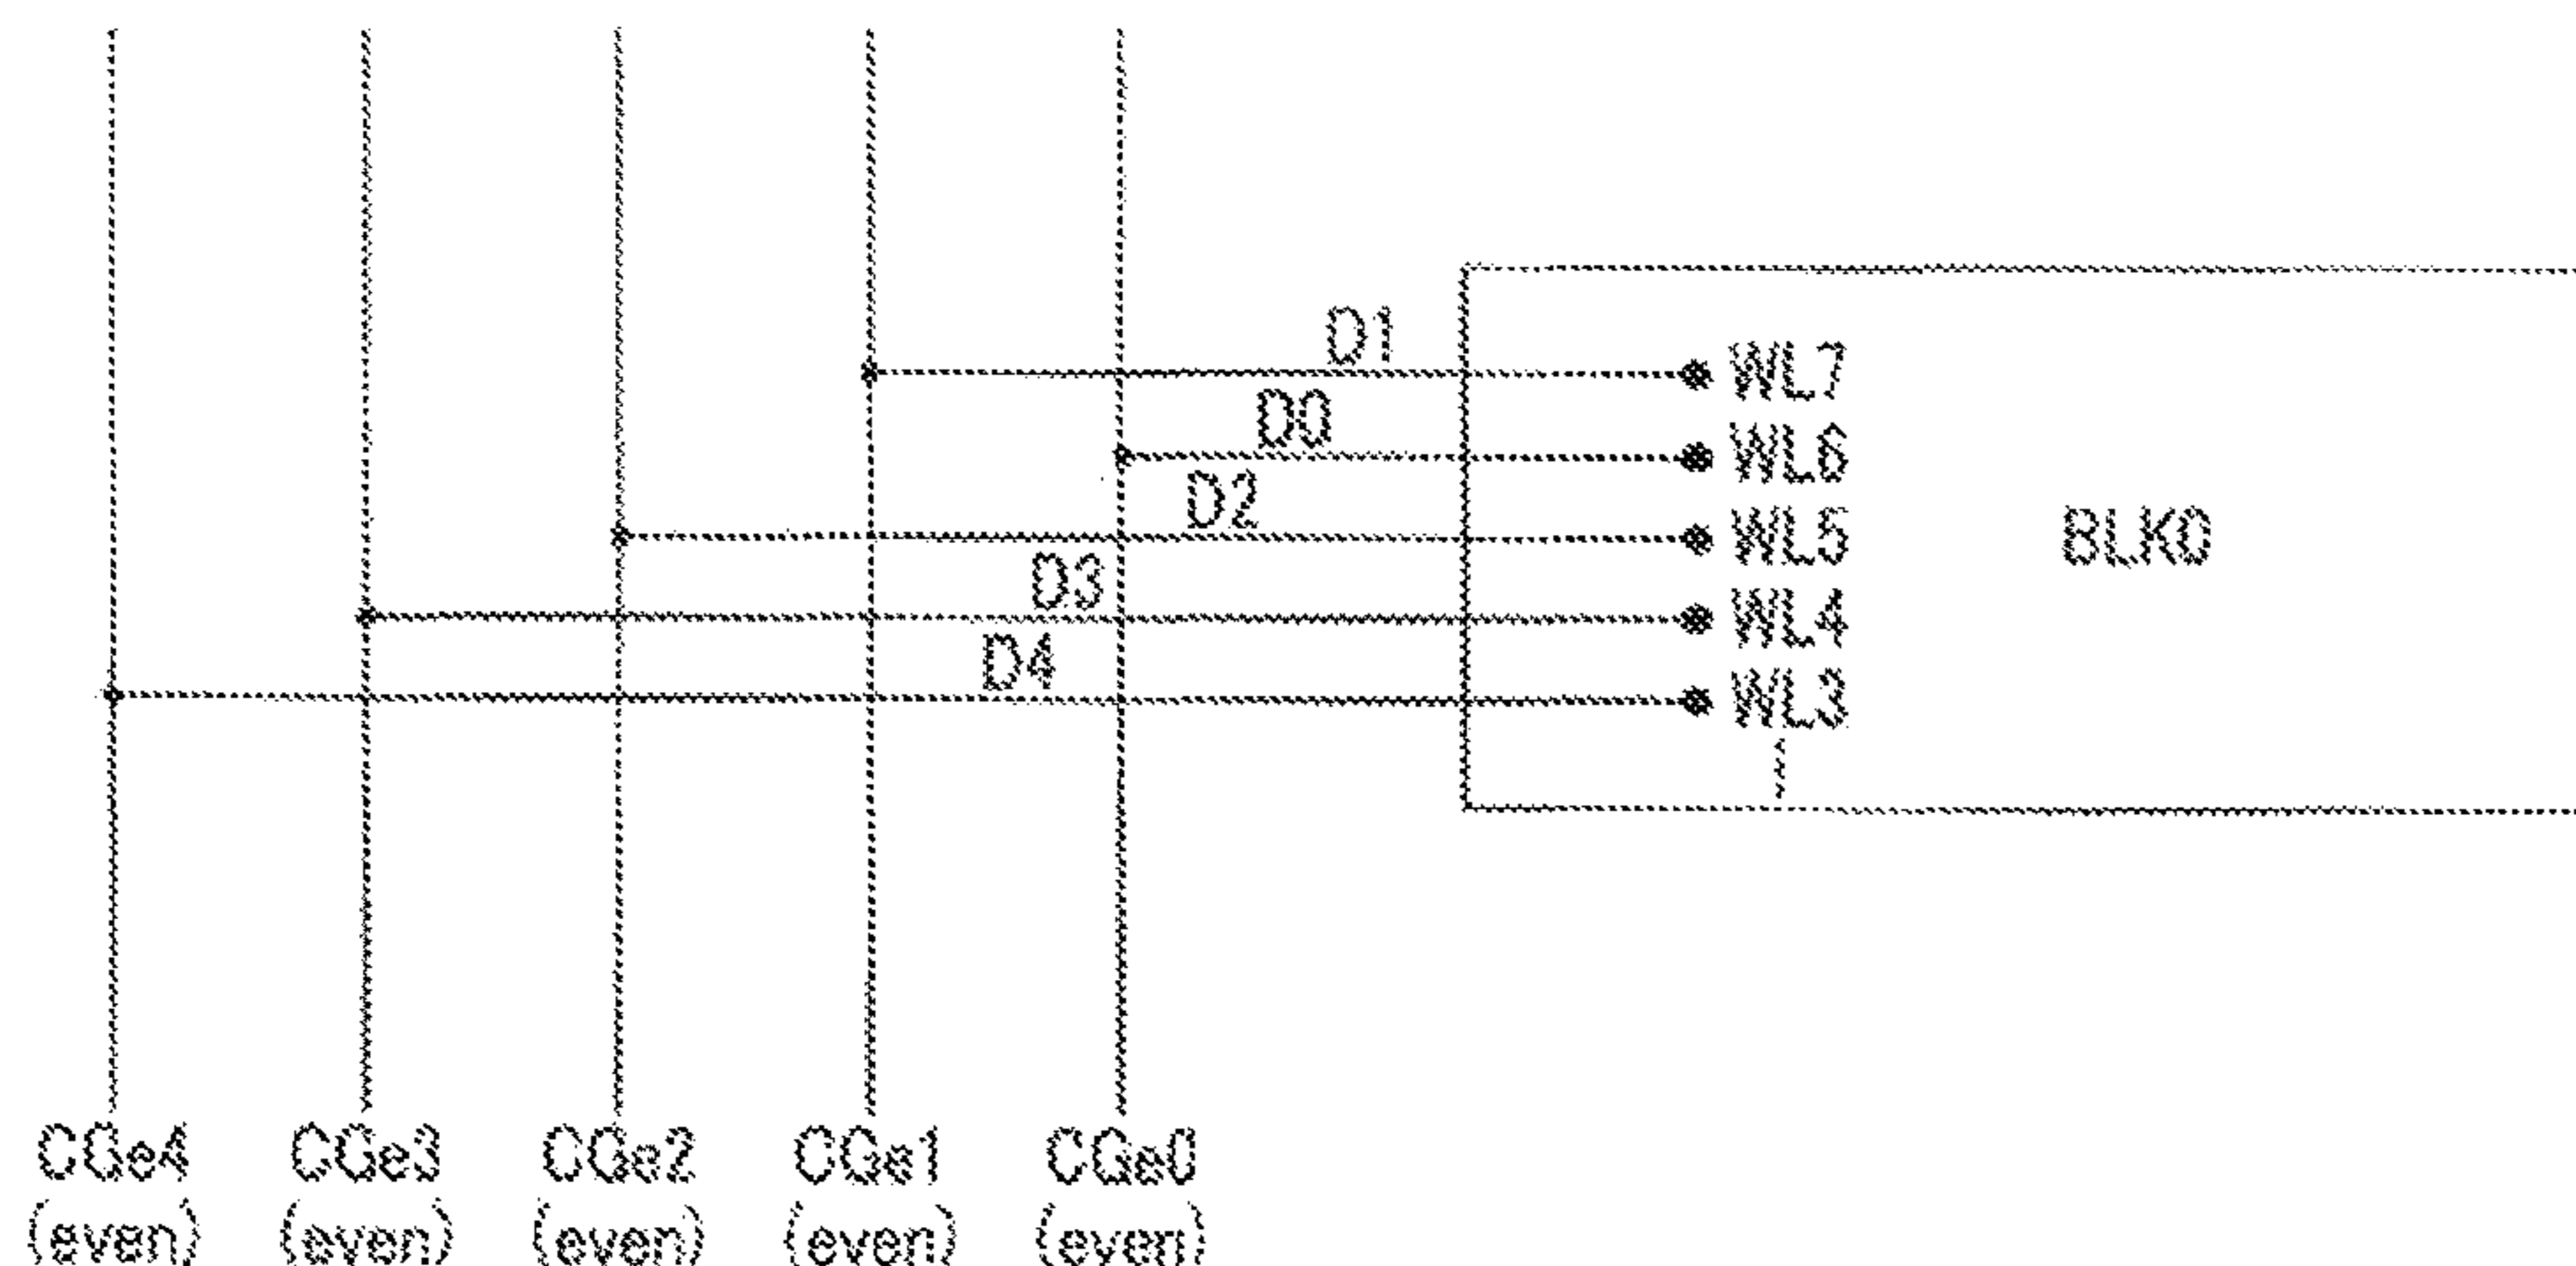 D1
WL7
D0
WL6
D2
WL5
BLK0
D3
WL4
D4
WL3
CGe4 CGe3 CGe2 CGe1 CGe0
(even) (even) (even) (even) (even)